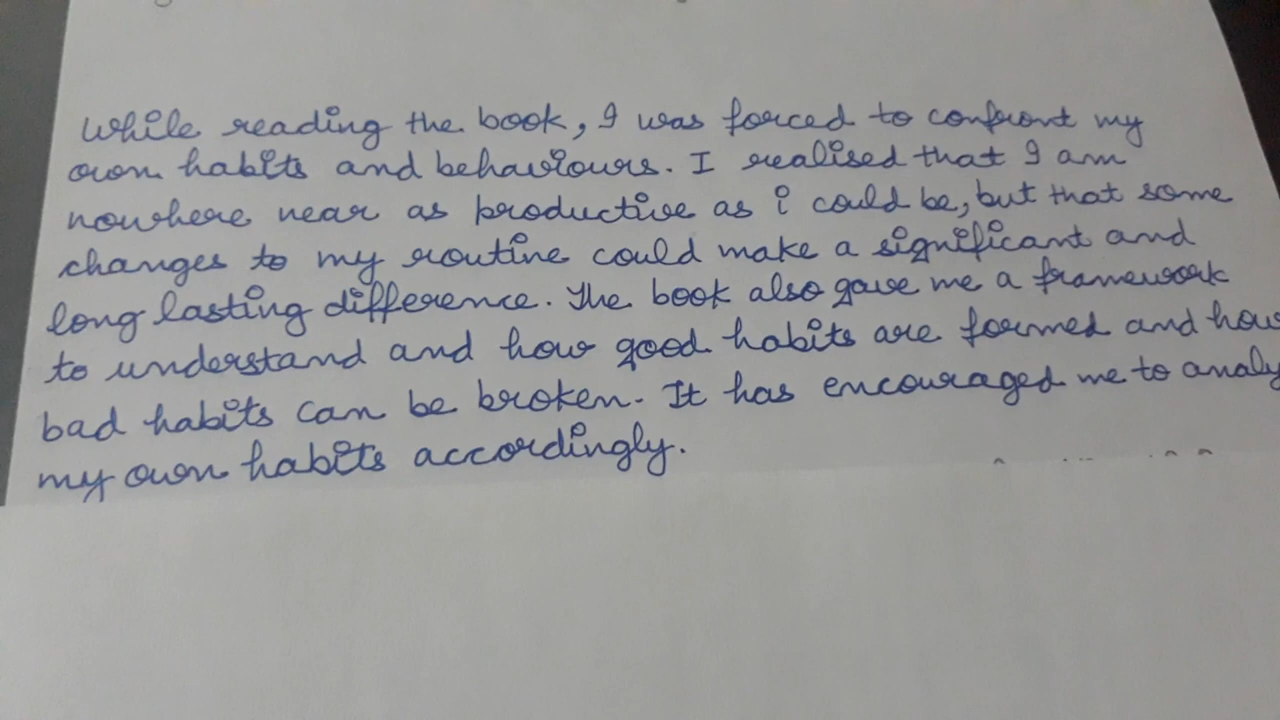 While reading the book, I was forced to confront my
own habits and behaviours. I realised that I am
nowhere near as productive as i could be, but that some
changes to my routine could make a significant and
long lasting difference. The book also gave me a framework
to understand and how good habits are formed and how
bad habits can be broken. It has encouraged me to analy
my own habits accordingly.